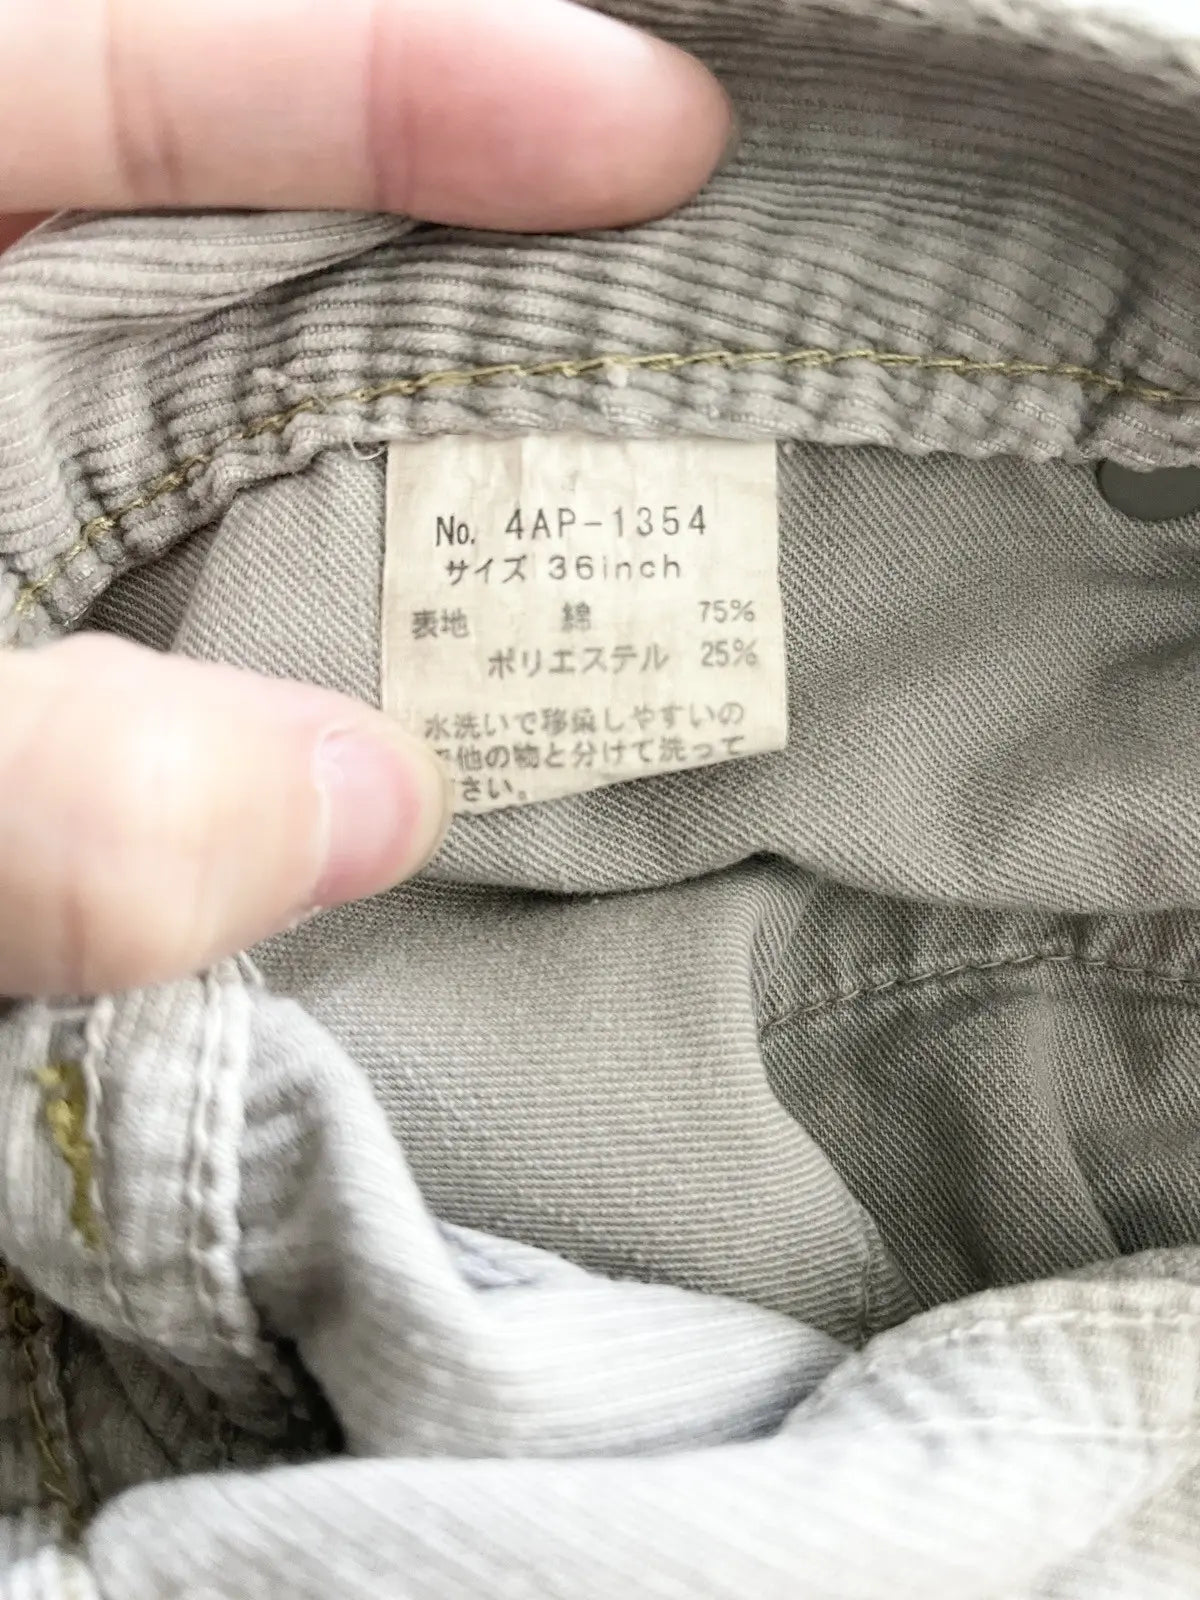 No. 4AP-1354
サイズ 36inch
表地 綿 75%
ポリエステル 25%
水洗いで移染しやすいの
他の物と分けて洗って
さい。